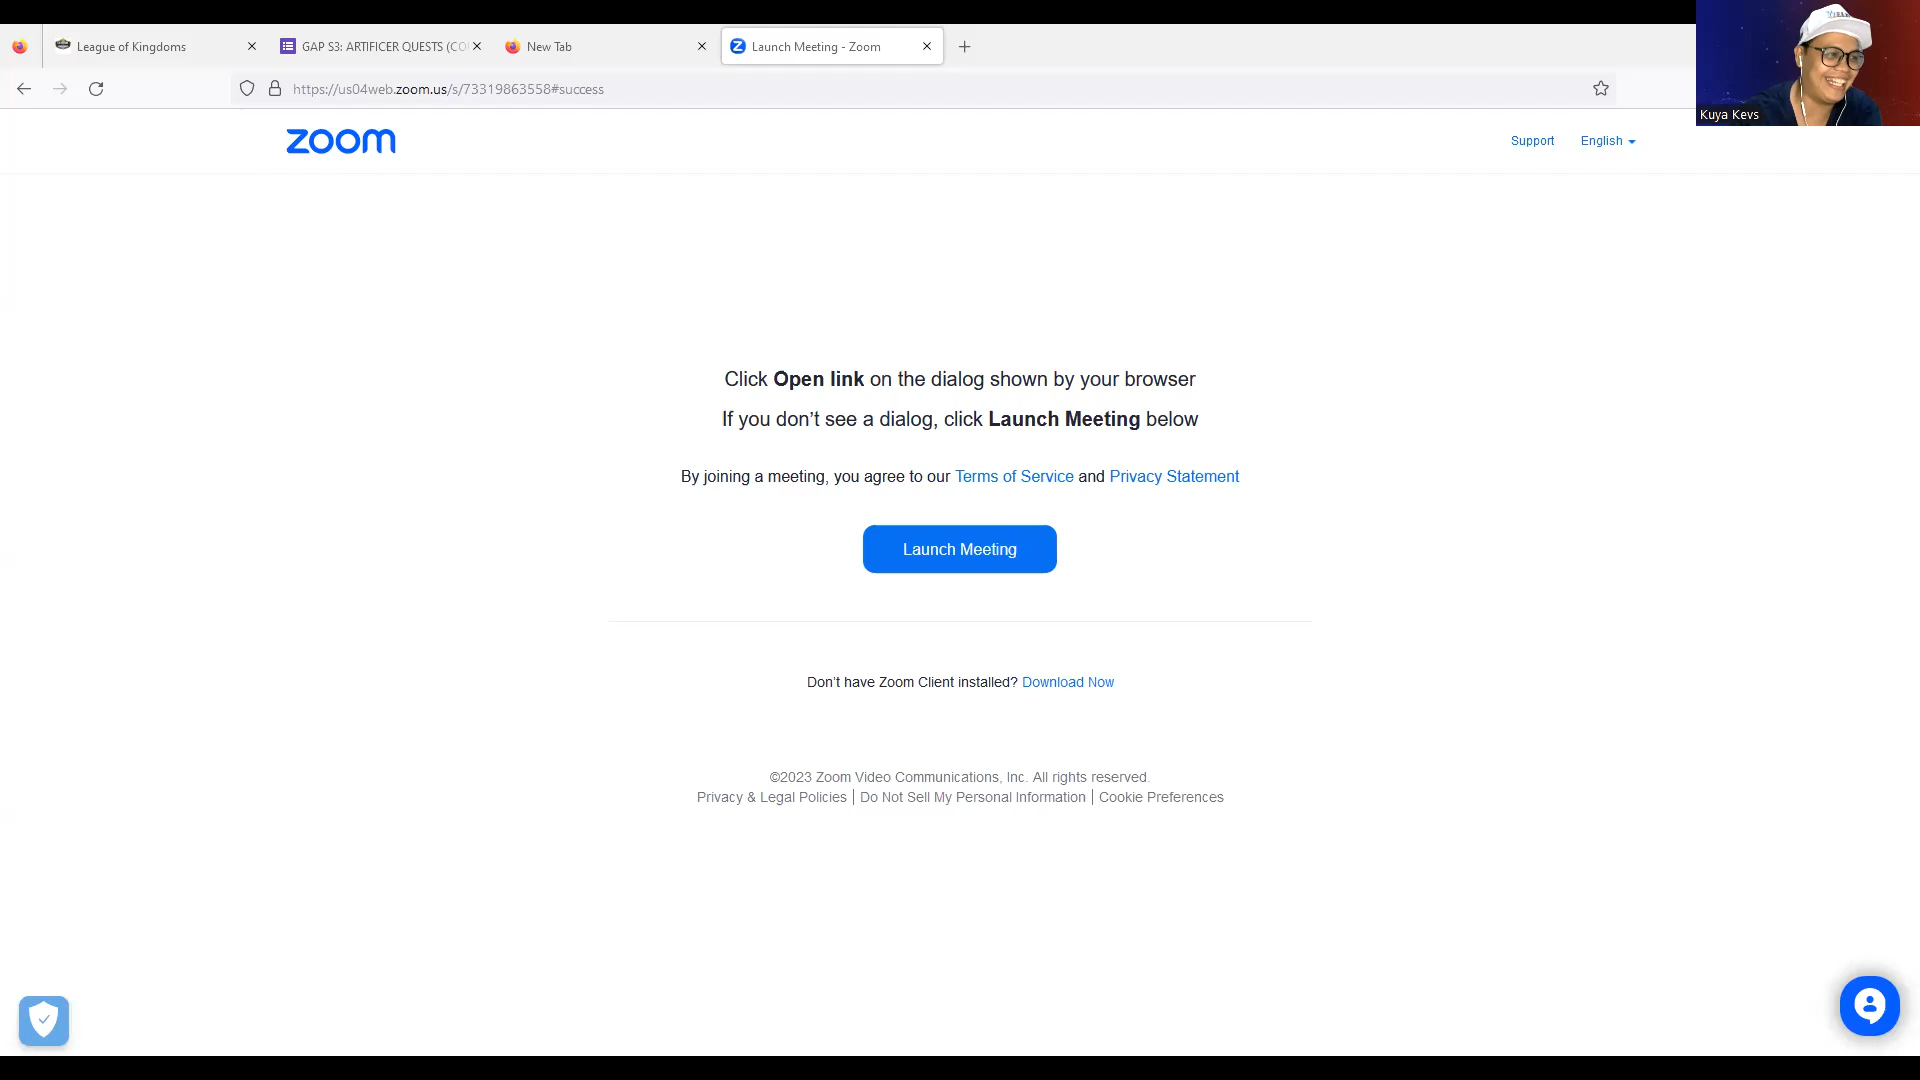 League of Kingdoms
GAP S3: ARTIFICER QUESTS (CO
New Tab
Launch Meeting - Zoom
https://us04web.zoom.us/s/73319863558#success
Kuya Kevs
zoom
Support
English
Click Open link on the dialog shown by your browser
If you don’t see a dialog, click Launch Meeting below
By joining a meeting, you agree to our Terms of Service and Privacy Statement
Launch Meeting
Don’t have Zoom Client installed? Download Now
©2023 Zoom Video Communications, Inc. All rights reserved.
Privacy & Legal Policies | Do Not Sell My Personal Information | Cookie Preferences